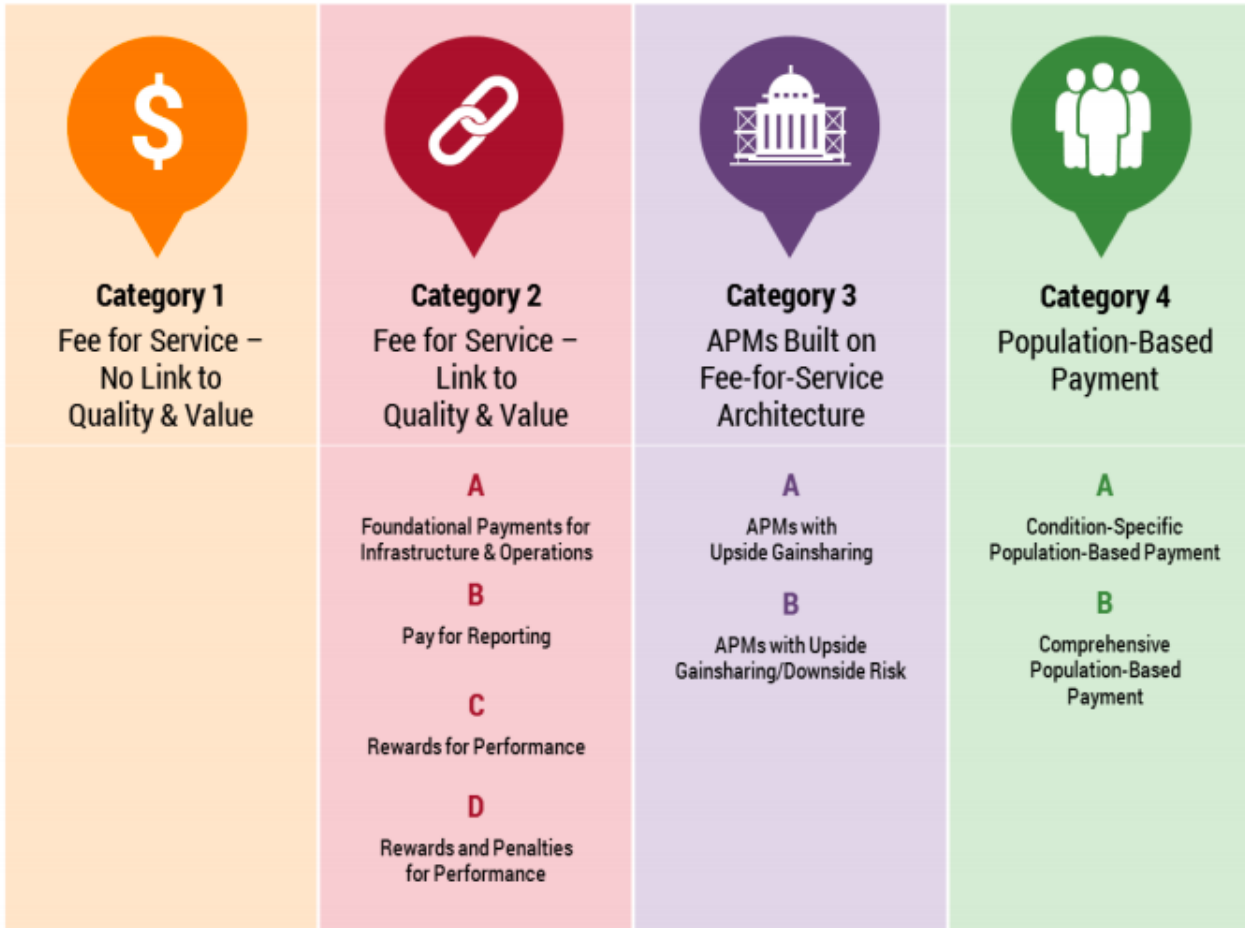 $
Category 1
Fee for Service –
No Link to
Quality & Value
Category 2
Fee for Service –
Link to
Quality & Value
A
Foundational Payments for
Infrastructure & Operations
B
Pay for Reporting
C
Rewards for Performance
D
Rewards and Penalties
for Performance
Category 3
APMs Built on
Fee-for-Service
Architecture
A
APMs with
Upside Gainsharing
B
APMs with Upside
Gainsharing/Downside Risk
Category 4
Population-Based
Payment
A
Condition-Specific
Population-Based Payment
B
Comprehensive
Population-Based
Payment